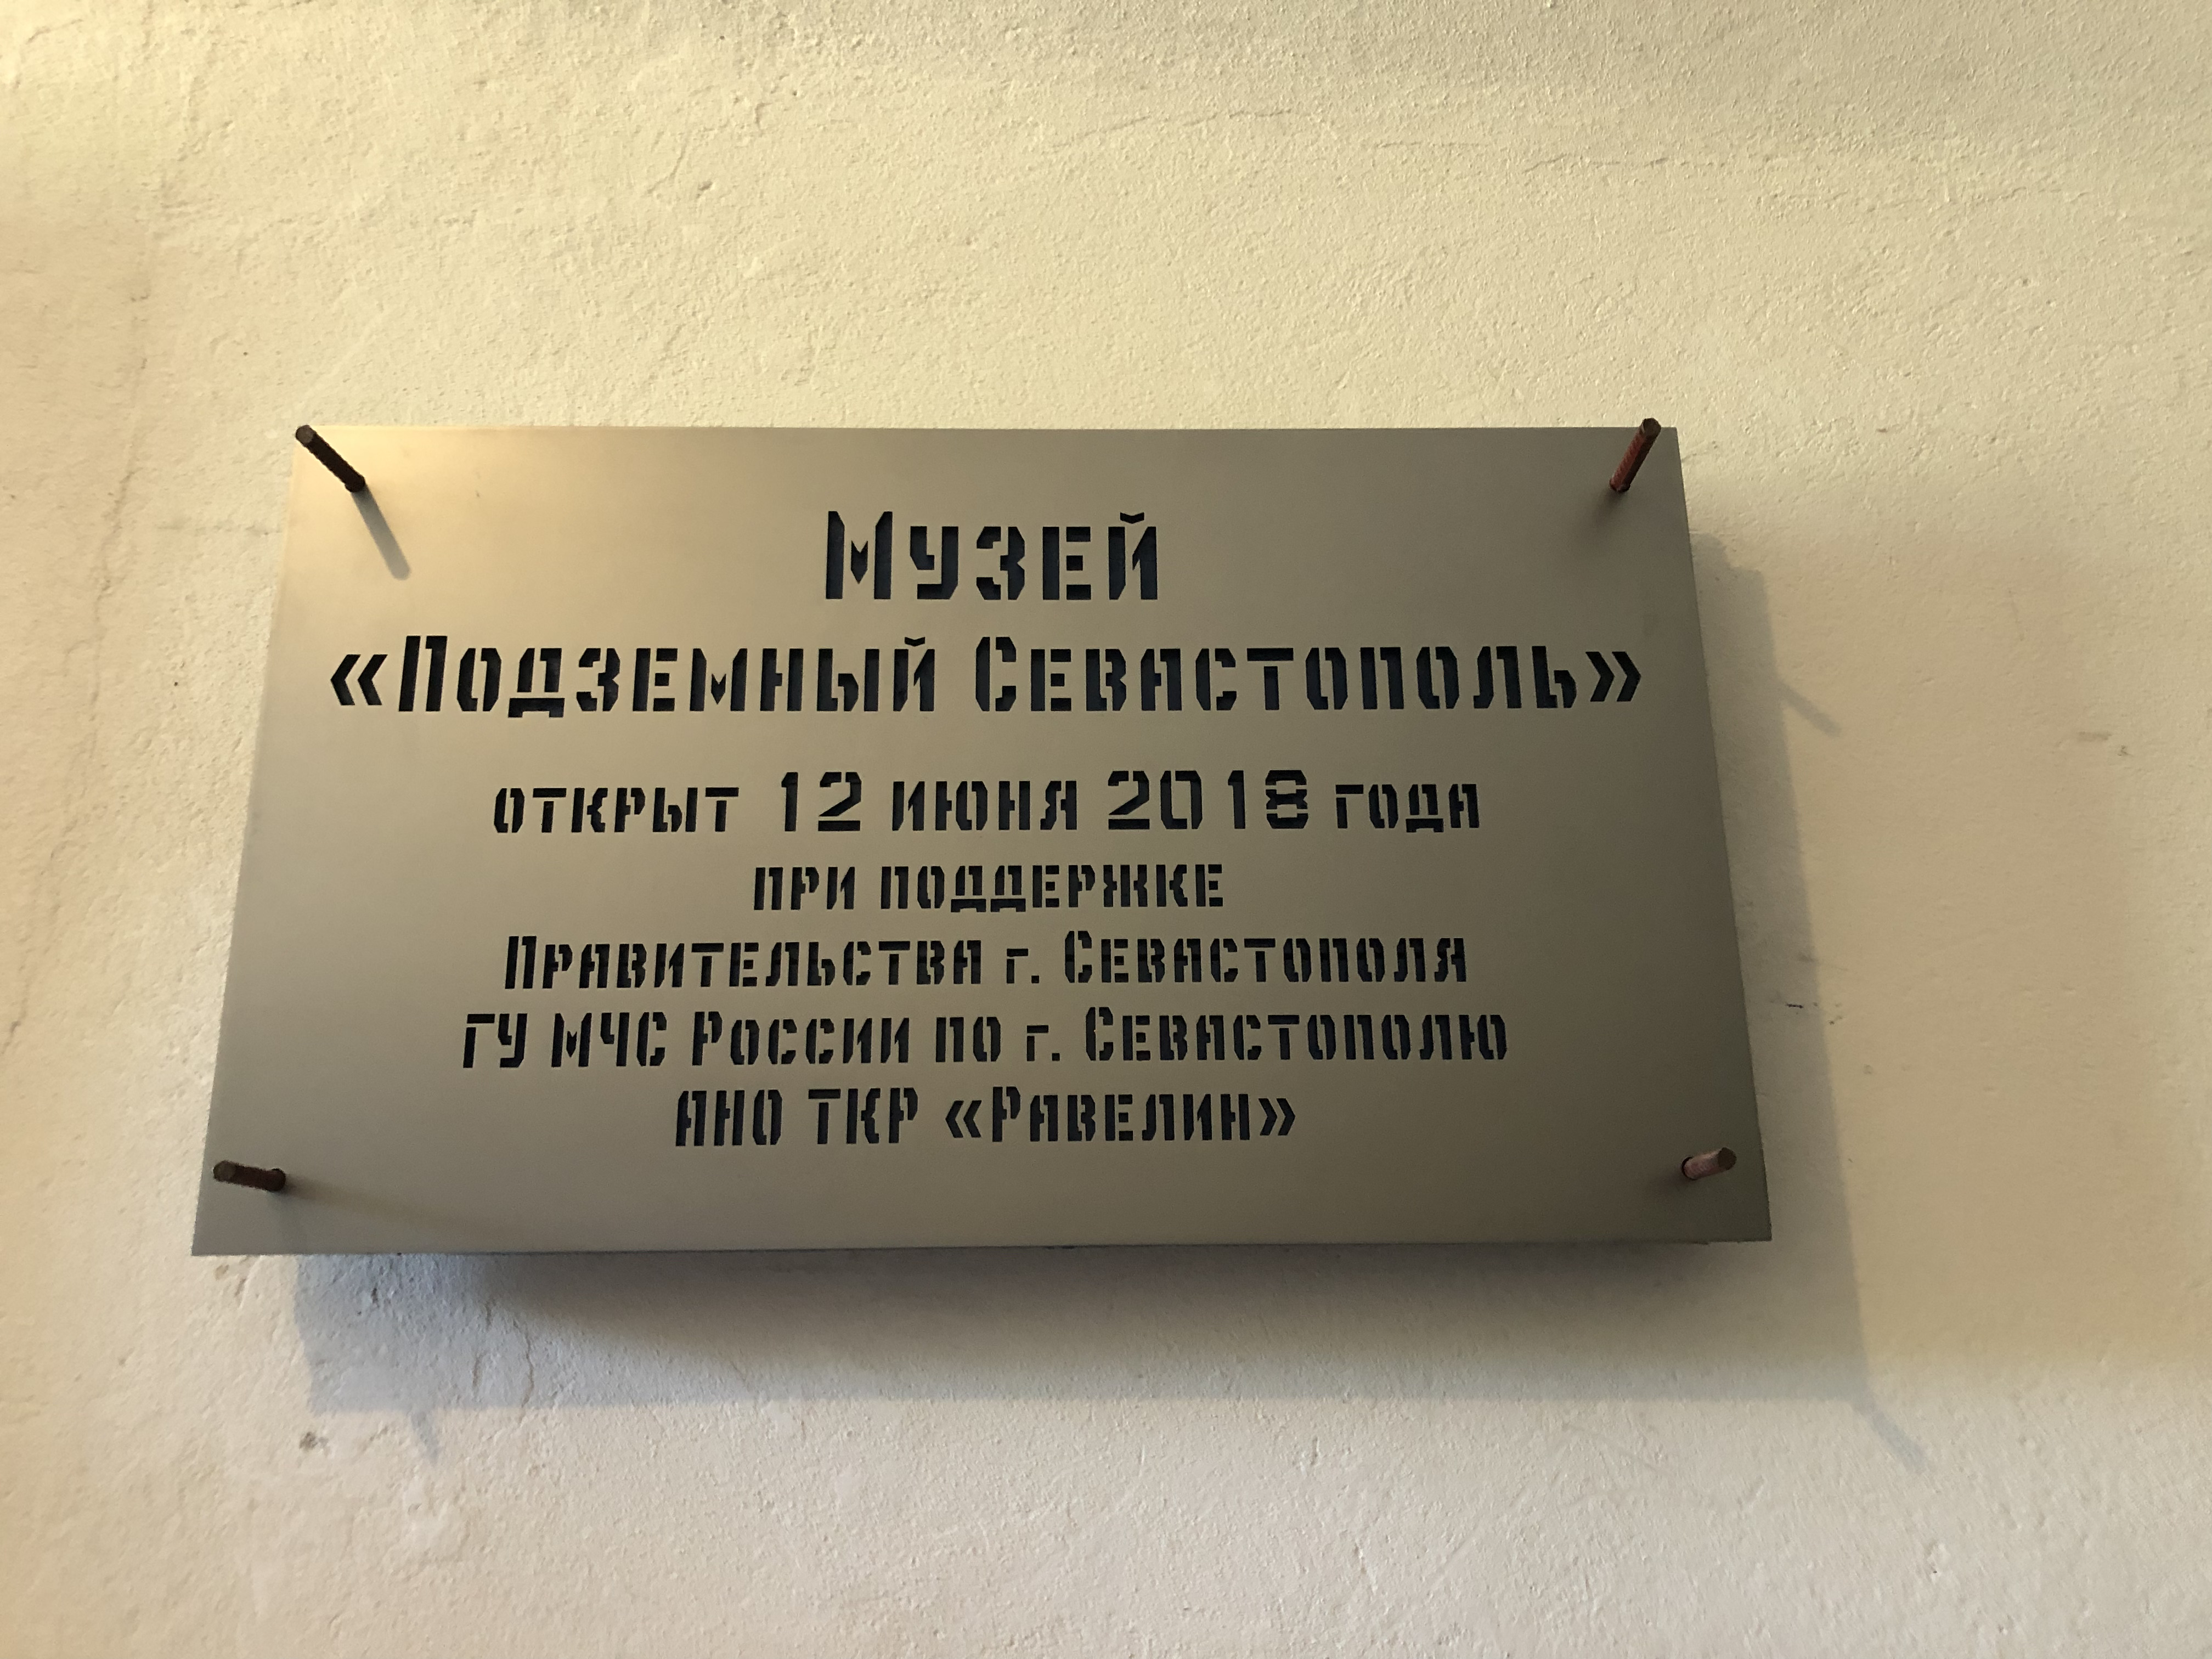 Музей
«Подземный Севастополь»
открыт 12 июня 2018 года
при поддержке
Правительства г. Севастополя
ГУ МЧС России по г. Севастополю
АНО ТКР «Равелин»